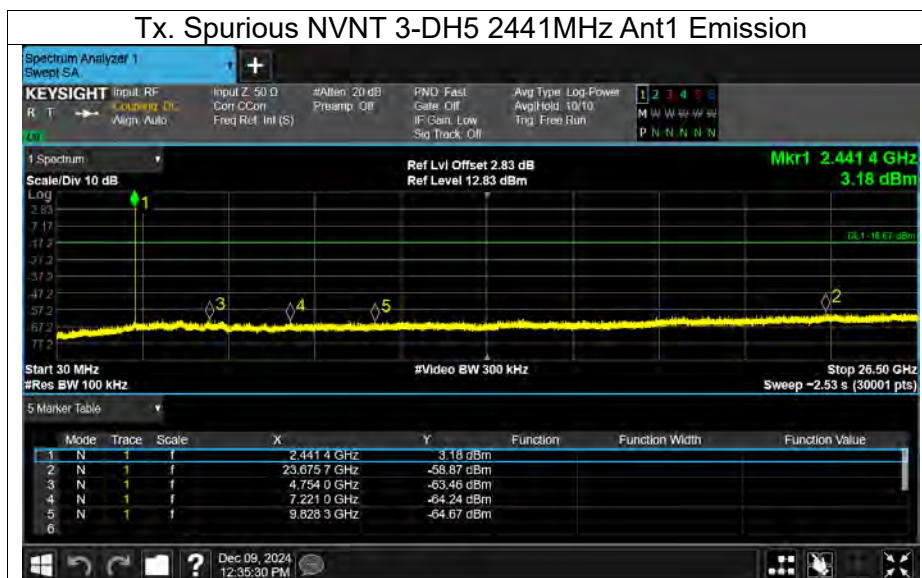 Tx. Spurious NVNT 3-DH5 2441MHz Ant1 Emission
Spectrum Analyzer 1
Swept SA
+
KEYSIGHT Input: RF Input Z: 50 Ω #Atten: 20 dB PNO: Fast Avg Type: Log-Power 1 2 3 4 5 6
R T Coupling: DC Corr CCorr Preamp: Off Gate: Off Avg|Hold: 10/10 M W W W W W
Align: Auto Freq Ref: Int (S) IF Gain: Low Trig: Free Run
Sig Track: Off P N N N N N
1 Spectrum Ref Lvl Offset 2.83 dB Mkr1 2.441 4 GHz
Scale/Div 10 dB Ref Level 12.83 dBm 3.18 dBm
Log
1
2.83
-7.17
DL1 -16.67 dBm
-17.2
-27.2
-37.2
-47.2
3 4 5 2
-57.2
-67.2
-77.2
Start 30 MHz #Video BW 300 kHz Stop 26.50 GHz
#Res BW 100 kHz Sweep ~2.53 s (30001 pts)
5 Marker Table
Mode Trace Scale X Y Function Function Width Function Value
1 N 1 f 2.441 4 GHz 3.18 dBm
2 N 1 f 23.675 7 GHz -58.87 dBm
3 N 1 f 4.754 0 GHz -63.46 dBm
4 N 1 f 7.221 0 GHz -64.24 dBm
5 N 1 f 9.828 3 GHz -64.67 dBm
6
? Dec 09, 2024
12:35:30 PM